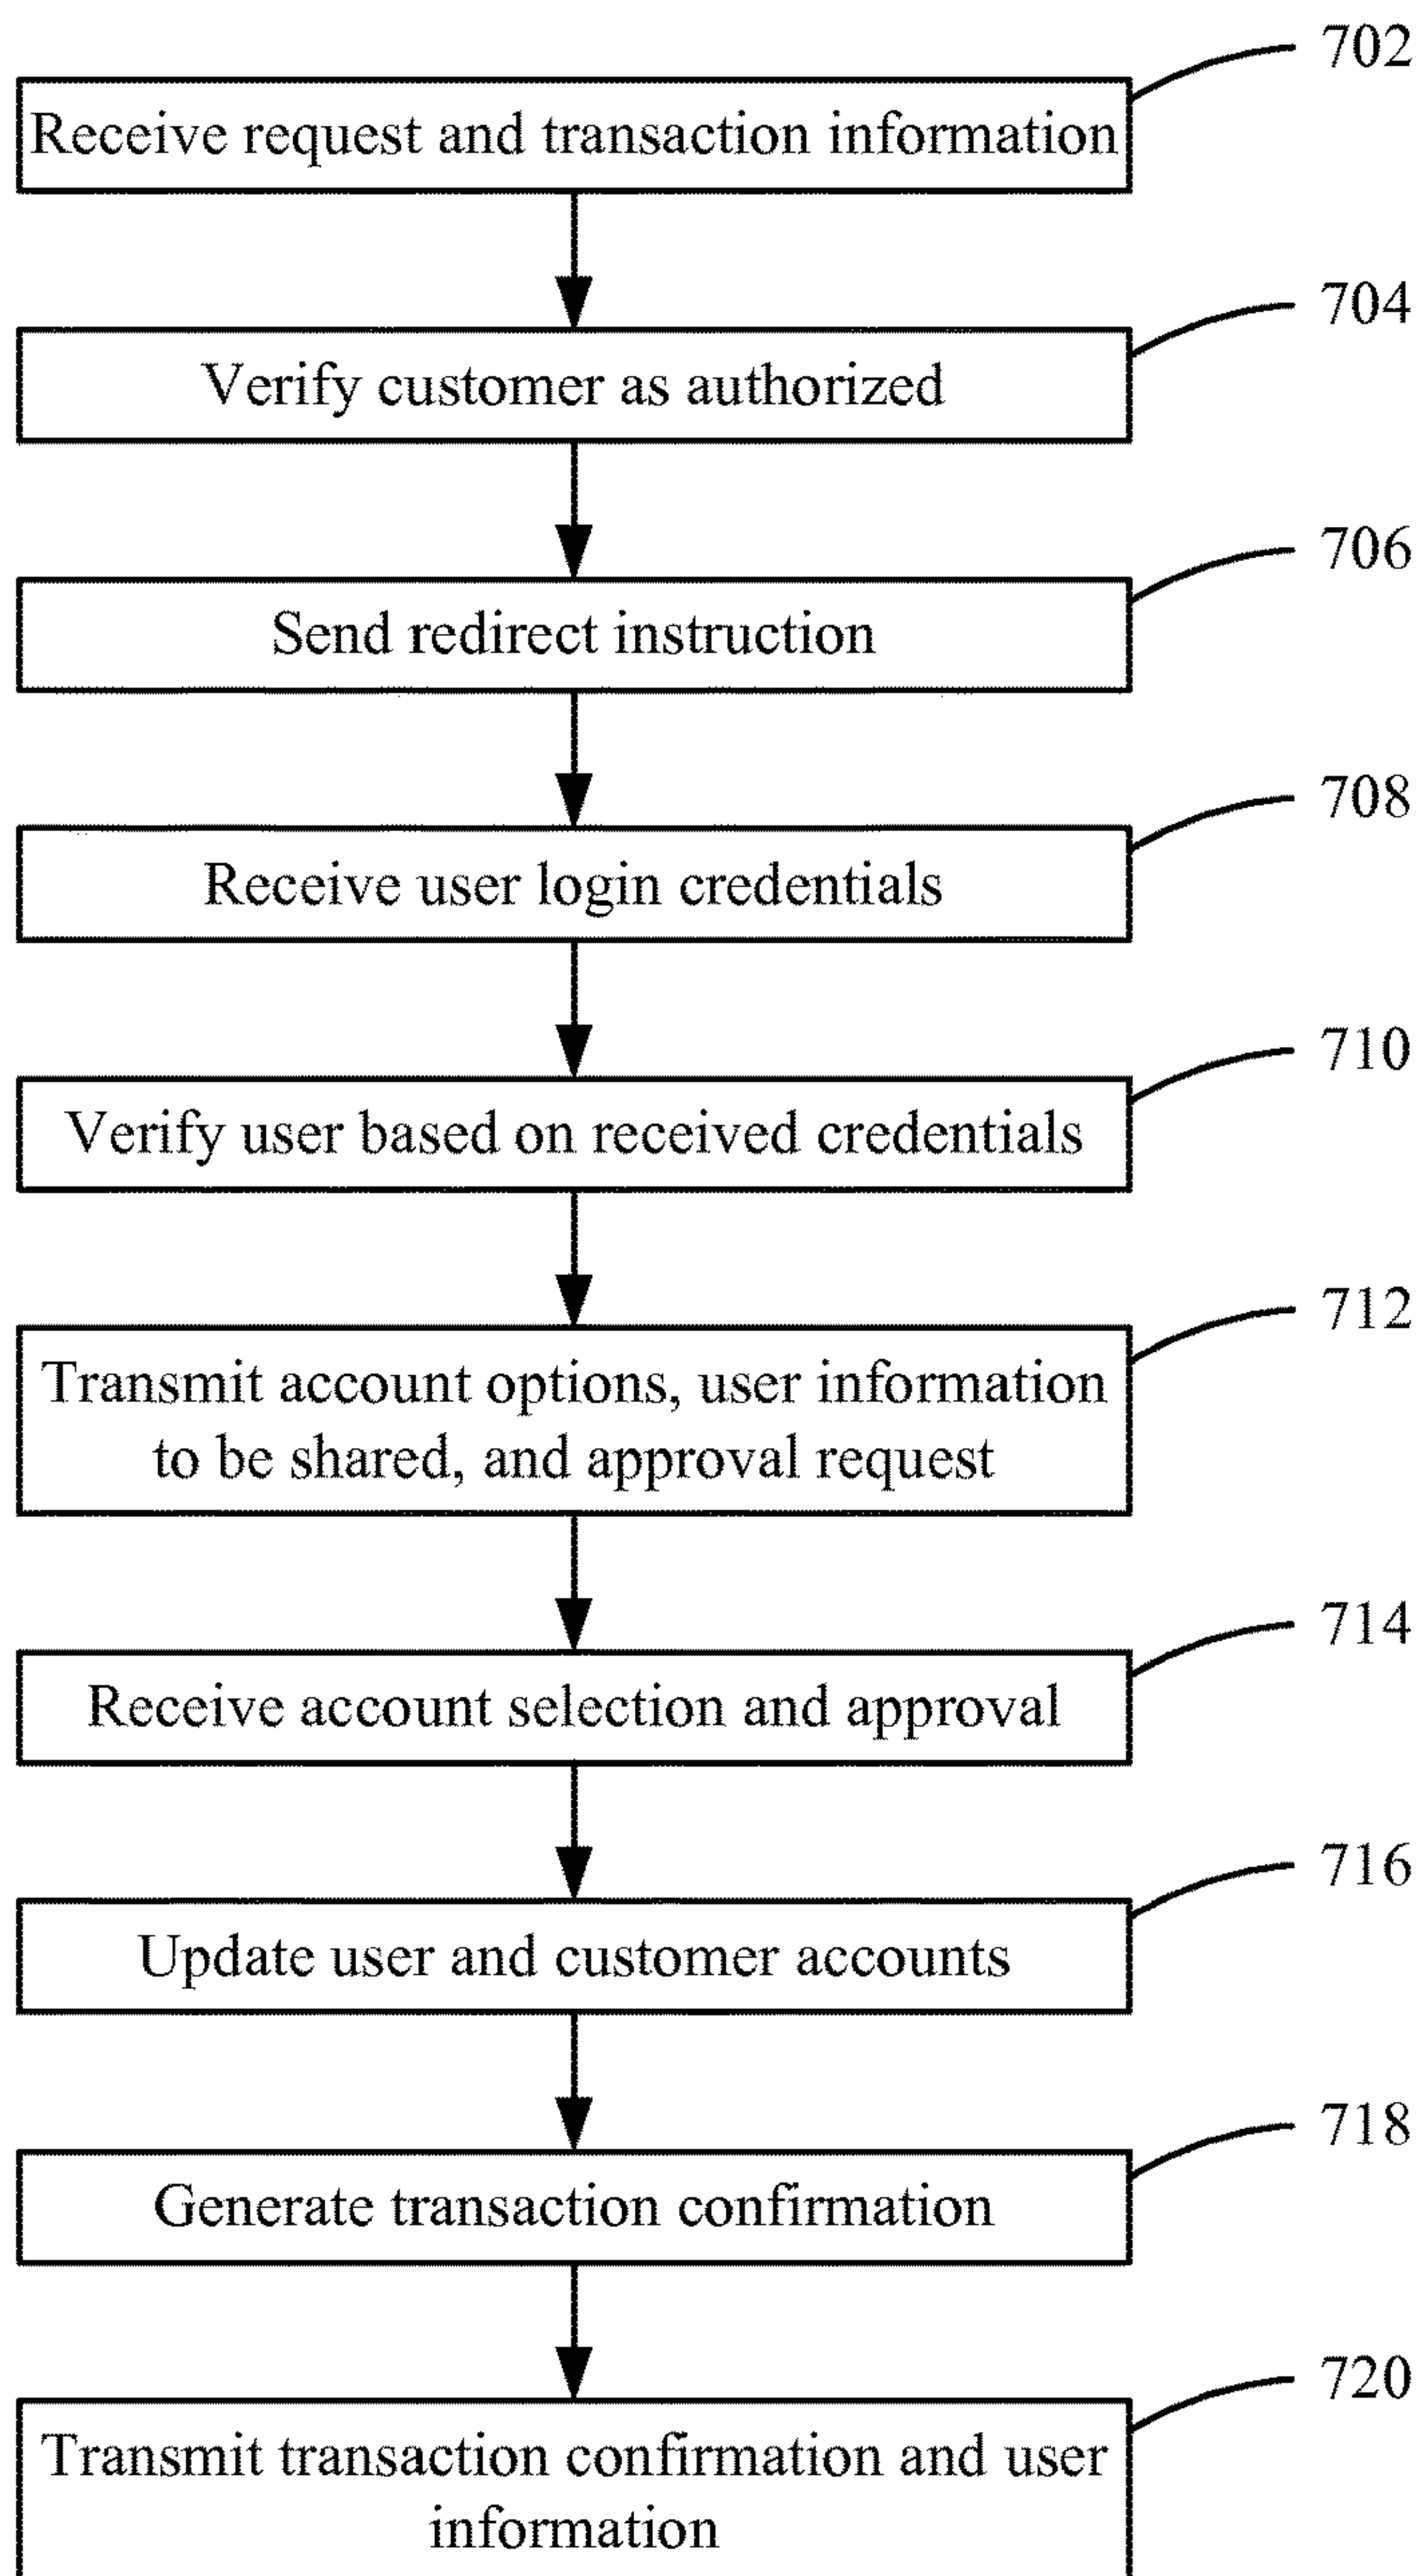 702
Receive request and transaction information
704
Verify customer as authorized
706
Send redirect instruction
708
Receive user login credentials
710
Verify user based on received credentials
712
Transmit account options, user information
to be shared, and approval request
714
Receive account selection and approval
716
Update user and customer accounts
718
Generate transaction confirmation
720
Transmit transaction confirmation and user
information